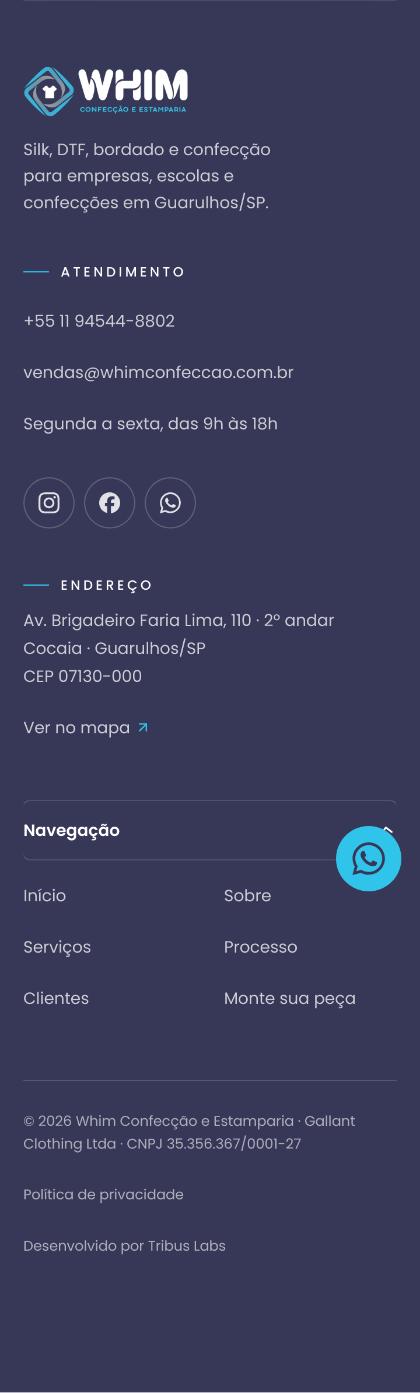 WHIM
CONFECÇÃO E ESTAMPARIA
Silk, DTF, bordado e confecção
para empresas, escolas e
confecções em Guarulhos/SP.
ATENDIMENTO
+55 11 94544-8802
vendas@whimconfeccao.com.br
Segunda a sexta, das 9h às 18h
ENDEREÇO
Av. Brigadeiro Faria Lima, 110 · 2º andar
Cocaia · Guarulhos/SP
CEP 07130-000
Ver no mapa
Navegação
Início
Sobre
Serviços
Processo
Clientes
Monte sua peça
© 2026 Whim Confecção e Estamparia · Gallant
Clothing Ltda · CNPJ 35.356.367/0001-27
Política de privacidade
Desenvolvido por Tribus Labs